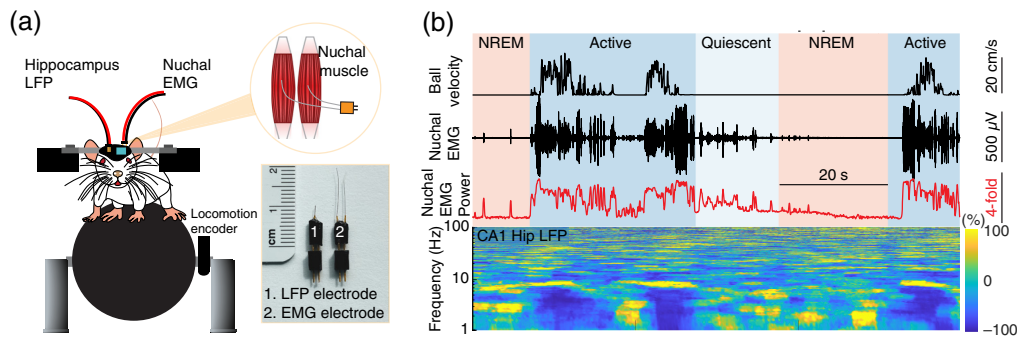 (a)
Hippocampus
LFP
Nuchal
EMG
Nuchal
muscle
Locomotion
encoder
cm
1
2
1
2
1. LFP electrode
2. EMG electrode
(b)
NREM
Active
Quiescent
NREM
Active
Ball
velocity
20 cm/s
Nuchal
EMG
500 μV
Nuchal
EMG
Power
20 s
4-fold
Frequency (Hz)
100
10
1
CA1 Hip LFP
(%)
100
0
−100